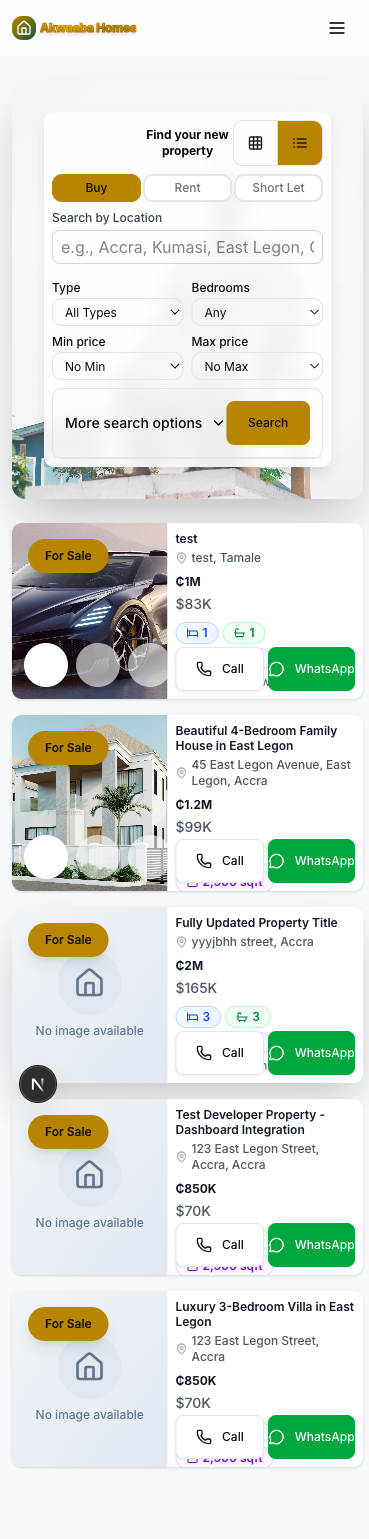 Akwaaba Homes
Find your new
property
Buy
Rent
Short Let
Search by Location
e.g., Accra, Kumasi, East Legon, C
Type
Bedrooms
All Types
Any
Min price
Max price
No Min
No Max
More search options
Search
For Sale
test
test, Tamale
₵1M
$83K
1
1
Call
WhatsApp
For Sale
Beautiful 4-Bedroom Family
House in East Legon
45 East Legon Avenue, East
Legon, Accra
₵1.2M
$99K
Call
WhatsApp
2,500 sqft
For Sale
No image available
Fully Updated Property Title
yyyjbhh street, Accra
₵2M
$165K
3
3
Call
WhatsApp
N
For Sale
No image available
Test Developer Property -
Dashboard Integration
123 East Legon Street,
Accra, Accra
₵850K
$70K
Call
WhatsApp
2,500 sqft
For Sale
No image available
Luxury 3-Bedroom Villa in East
Legon
123 East Legon Street,
Accra
₵850K
$70K
Call
WhatsApp
2,500 sqft